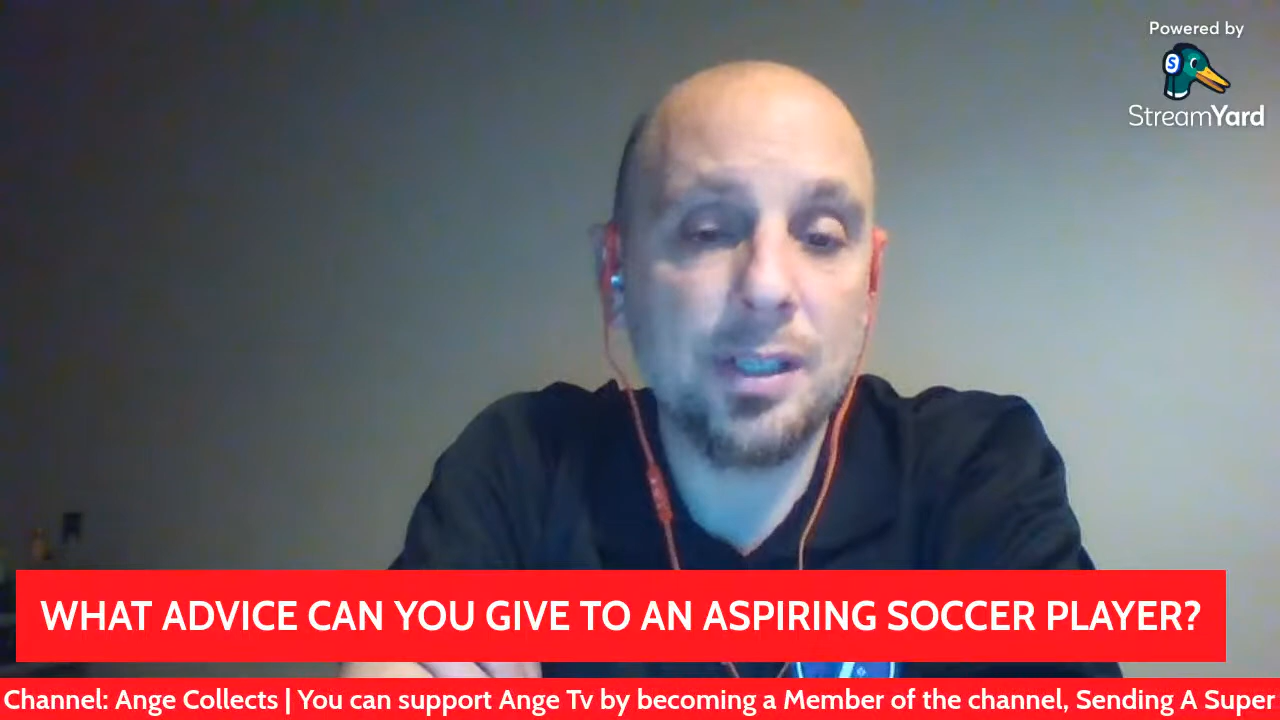 Powered by
S
StreamYard
WHAT ADVICE CAN YOU GIVE TO AN ASPIRING SOCCER PLAYER?
Channel: Ange Collects | You can support Ange Tv by becoming a Member of the channel, Sending A Super